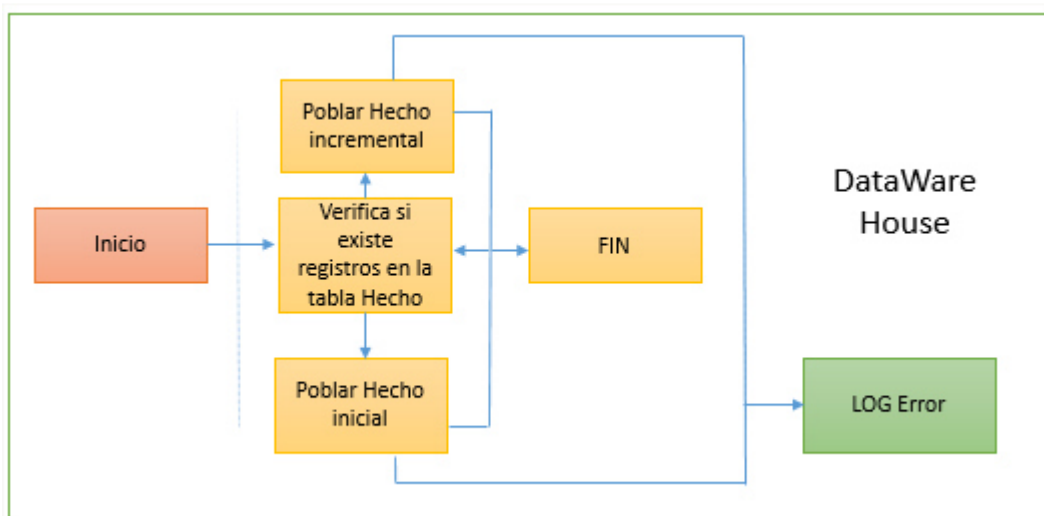 Poblar Hecho
incremental
DataWare
House
Inicio
Verifica si
existe
registros en la
tabla Hecho
FIN
Poblar Hecho
inicial
LOG Error